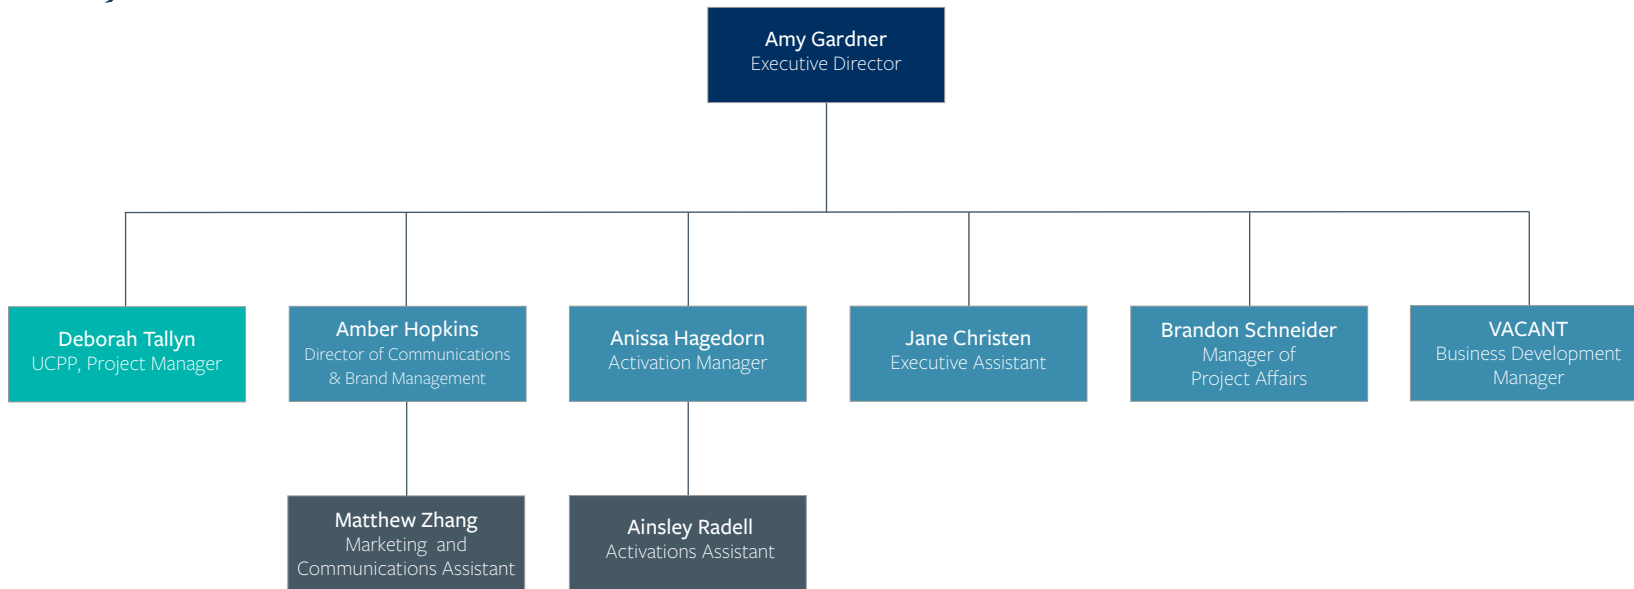 Amy Gardner
Executive Director
Deborah Tallyn
UCPP, Project Manager
Amber Hopkins
Director of Communications
& Brand Management
Anissa Hagedorn
Activation Manager
Jane Christen
Executive Assistant
Brandon Schneider
Manager of
Project Affairs
VACANT
Business Development
Manager
Matthew Zhang
Marketing and
Communications Assistant
Ainsley Radell
Activations Assistant